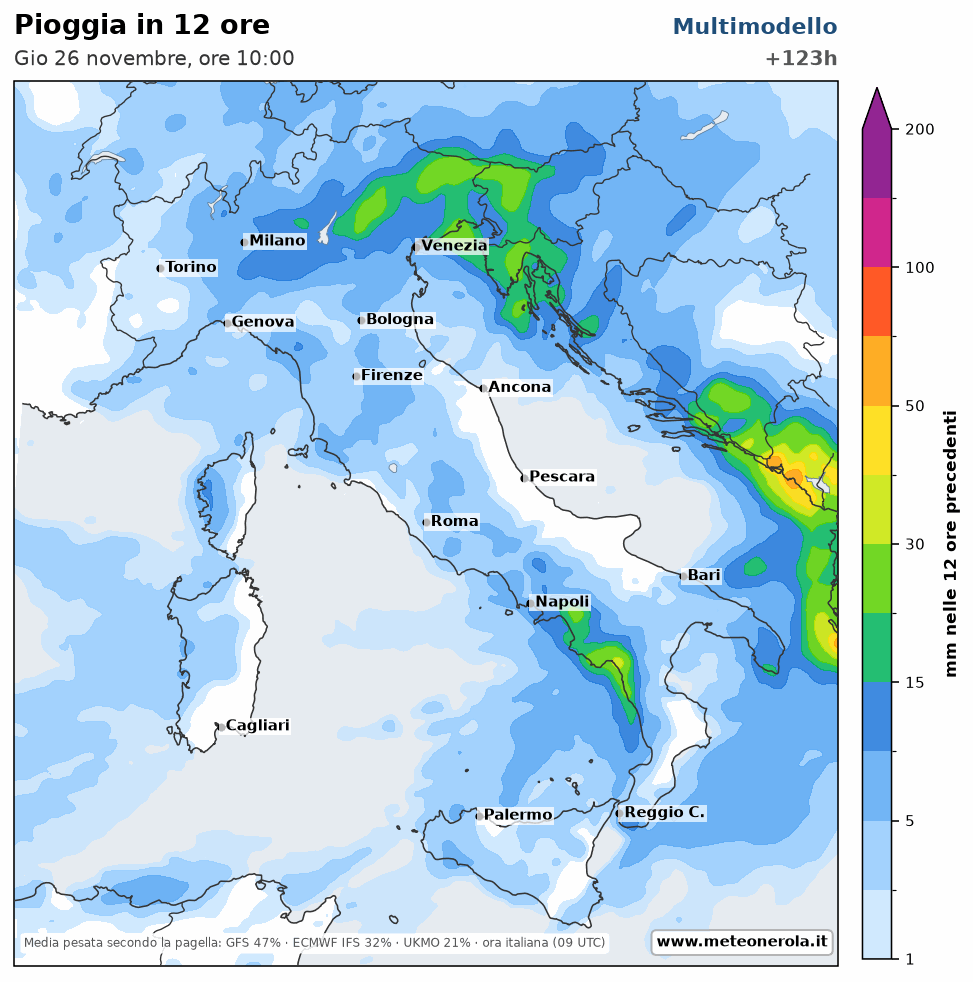 Pioggia in 12 ore
Multimodello
Gio 26 novembre, ore 10:00
+123h
200
100
50
30
15
5
1
mm nelle 12 ore precedenti
Milano
Venezia
Torino
Genova
Bologna
Firenze
Ancona
Pescara
Roma
Bari
Napoli
Cagliari
Palermo
Reggio C.
Media pesata secondo la pagella: GFS 47% · ECMWF IFS 32% · UKMO 21% · ora italiana (09 UTC)
www.meteonerola.it